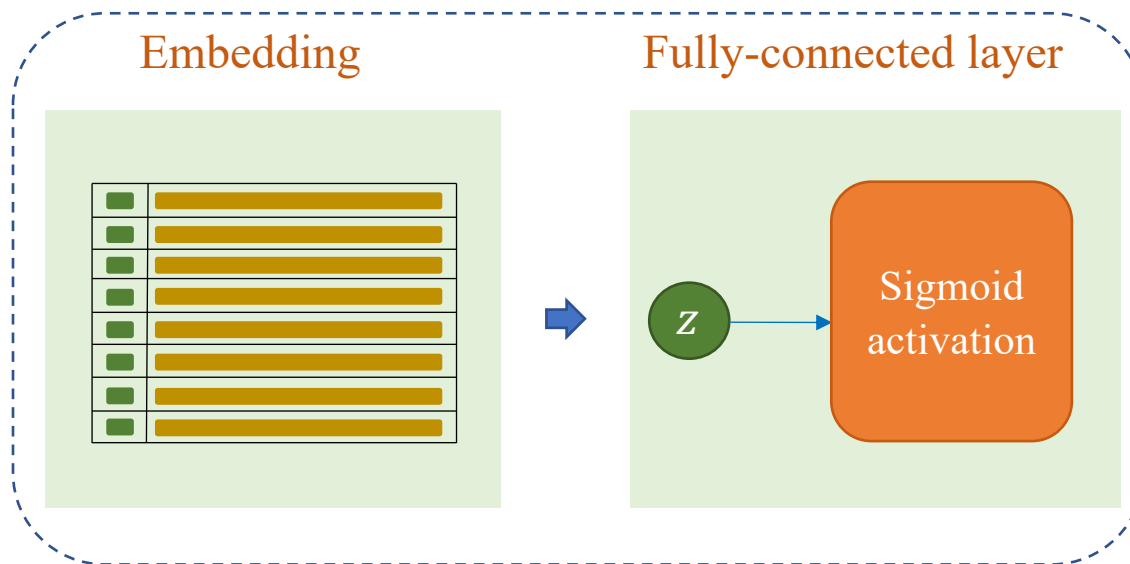 Embedding
Fully-connected layer
z
Sigmoid
activation